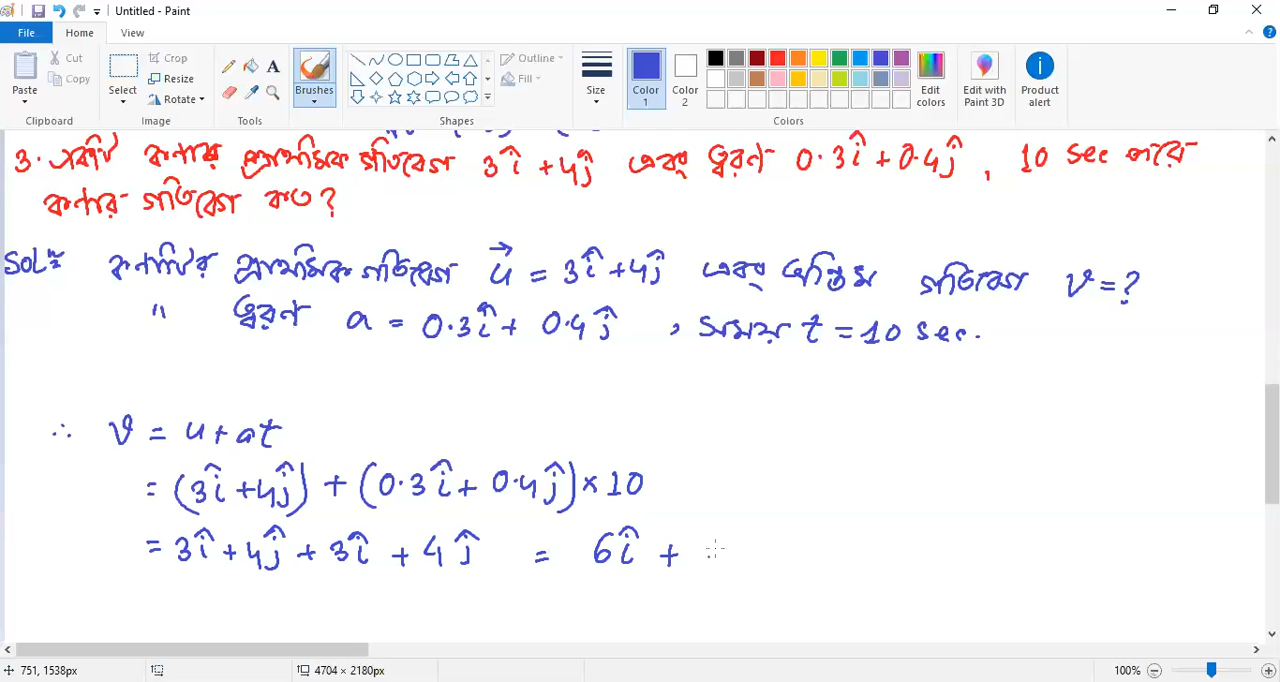 Untitled - Paint
File Home View
Paste Cut Copy Select Crop Resize Rotate A Brushes Outline Fill Size Color 1 Color 2 Edit colors Edit with Paint 3D Product alert
Clipboard Image Tools Shapes Colors
3. একটি কণার প্রাথমিক গতিবেগ 3î + 4ĵ এবং ত্বরণ 0.3î + 0.4ĵ, 10 sec পরে
কণার গতিবেগ কত?
Solⁿ: কণাটির প্রাথমিক গতিবেগ u⃗ = 3î + 4ĵ এবং অন্তিম গতিবেগ v = ?
" ত্বরণ a = 0.3î + 0.4ĵ , সময় t = 10 sec.
∴ v = u + at
= (3î + 4ĵ) + (0.3î + 0.4ĵ) × 10
= 3î + 4ĵ + 3î + 4ĵ = 6î +
751, 1538px 4704 × 2180px 100%